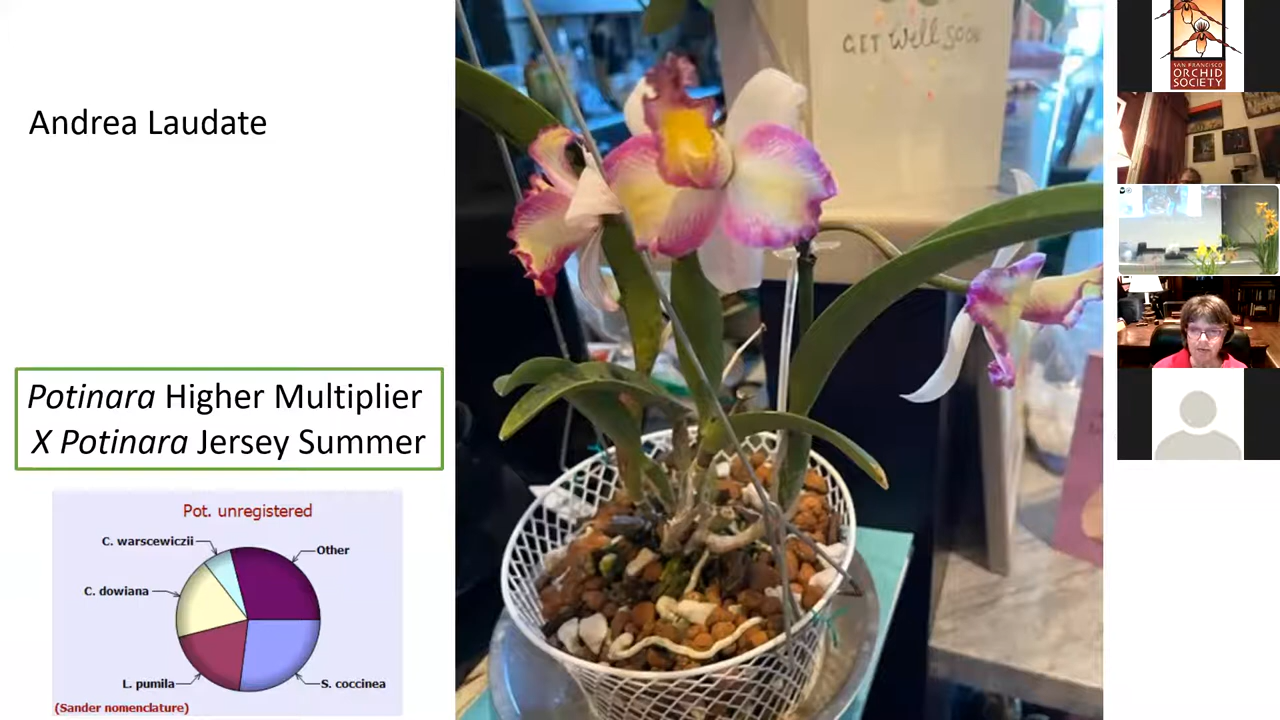 Andrea Laudate
Potinara Higher Multiplier
X Potinara Jersey Summer
Pot. unregistered
C. warscewiczii
Other
C. dowiana
L. pumila
S. coccinea
(Sander nomenclature)
GET Well SOON
SAN FRANCISCO
ORCHID
SOCIETY